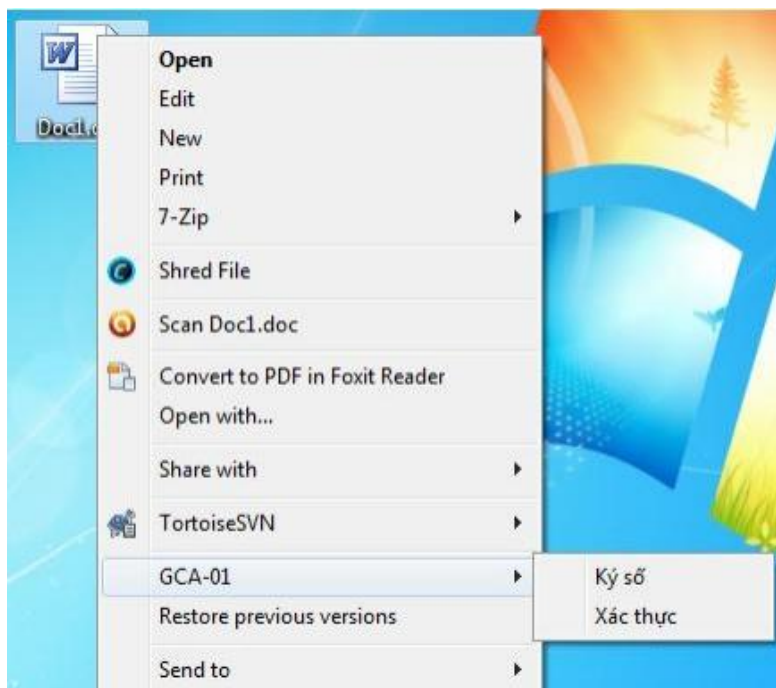 Open
Edit
New
Print
7-Zip
Shred File
Scan Doc1.doc
Convert to PDF in Foxit Reader
Open with...
Share with
TortoiseSVN
GCA-01
Ký số
Xác thực
Restore previous versions
Send to